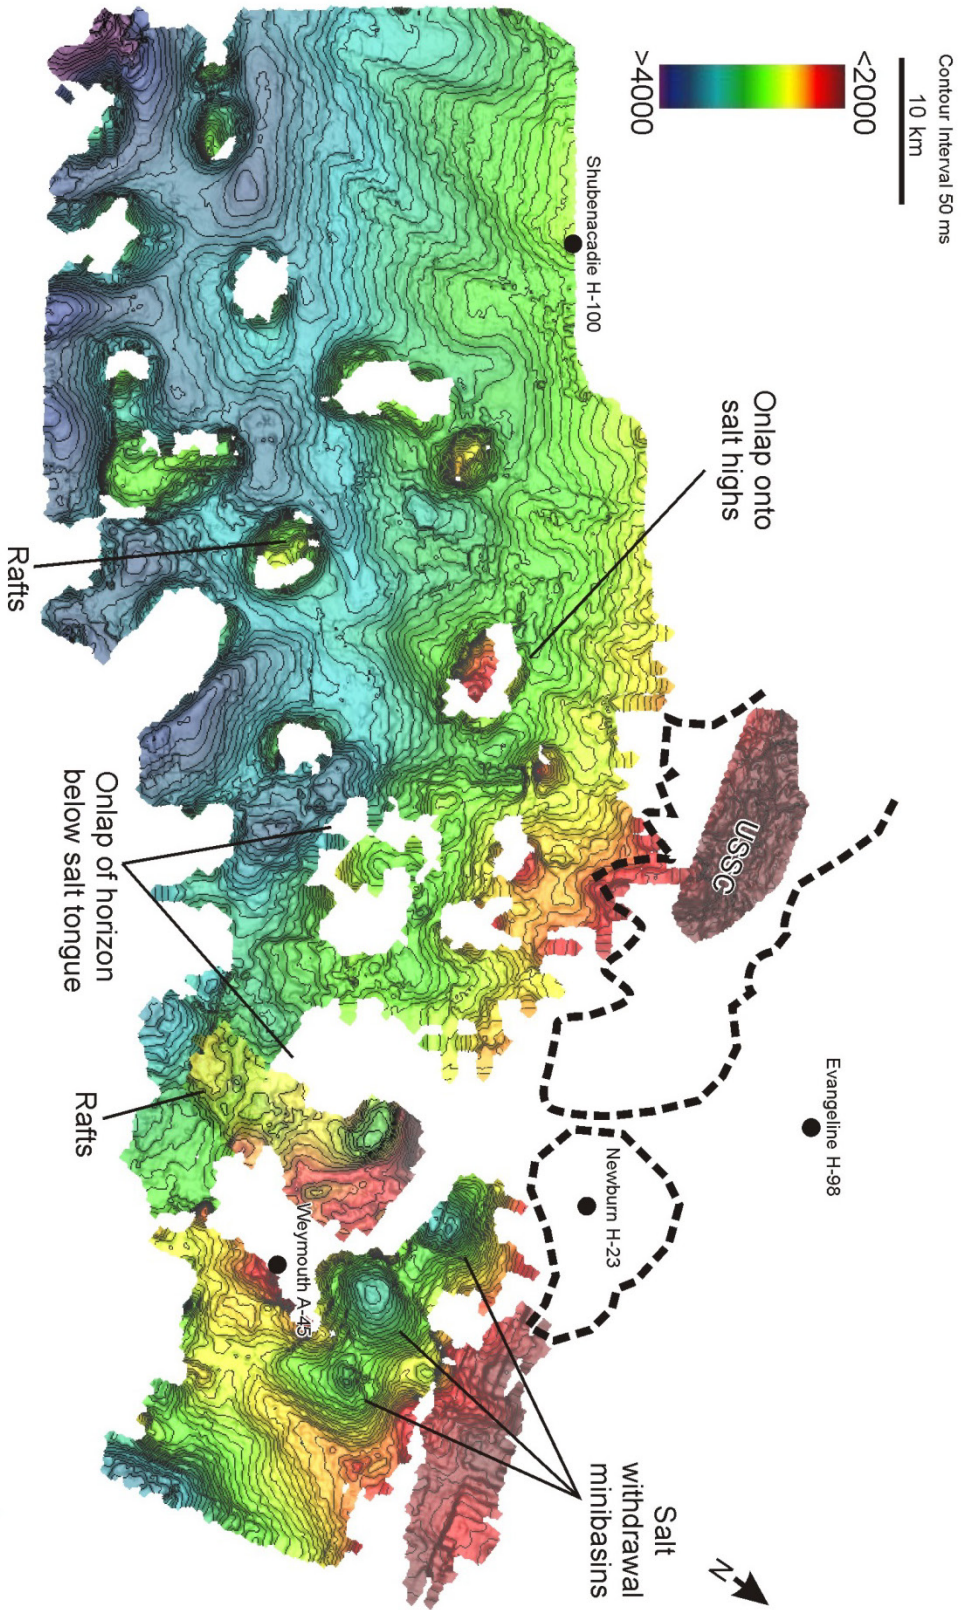 Contour Interval 50 ms
10 km
<2000
>4000
Shubenacadie H-100
Onlap onto
salt highs
USSC
Evangeline H-98
Newburn H-23
Weymouth A-45
Rafts
Onlap of horizon
below salt tongue
Rafts
Salt
withdrawal
minibasins
N